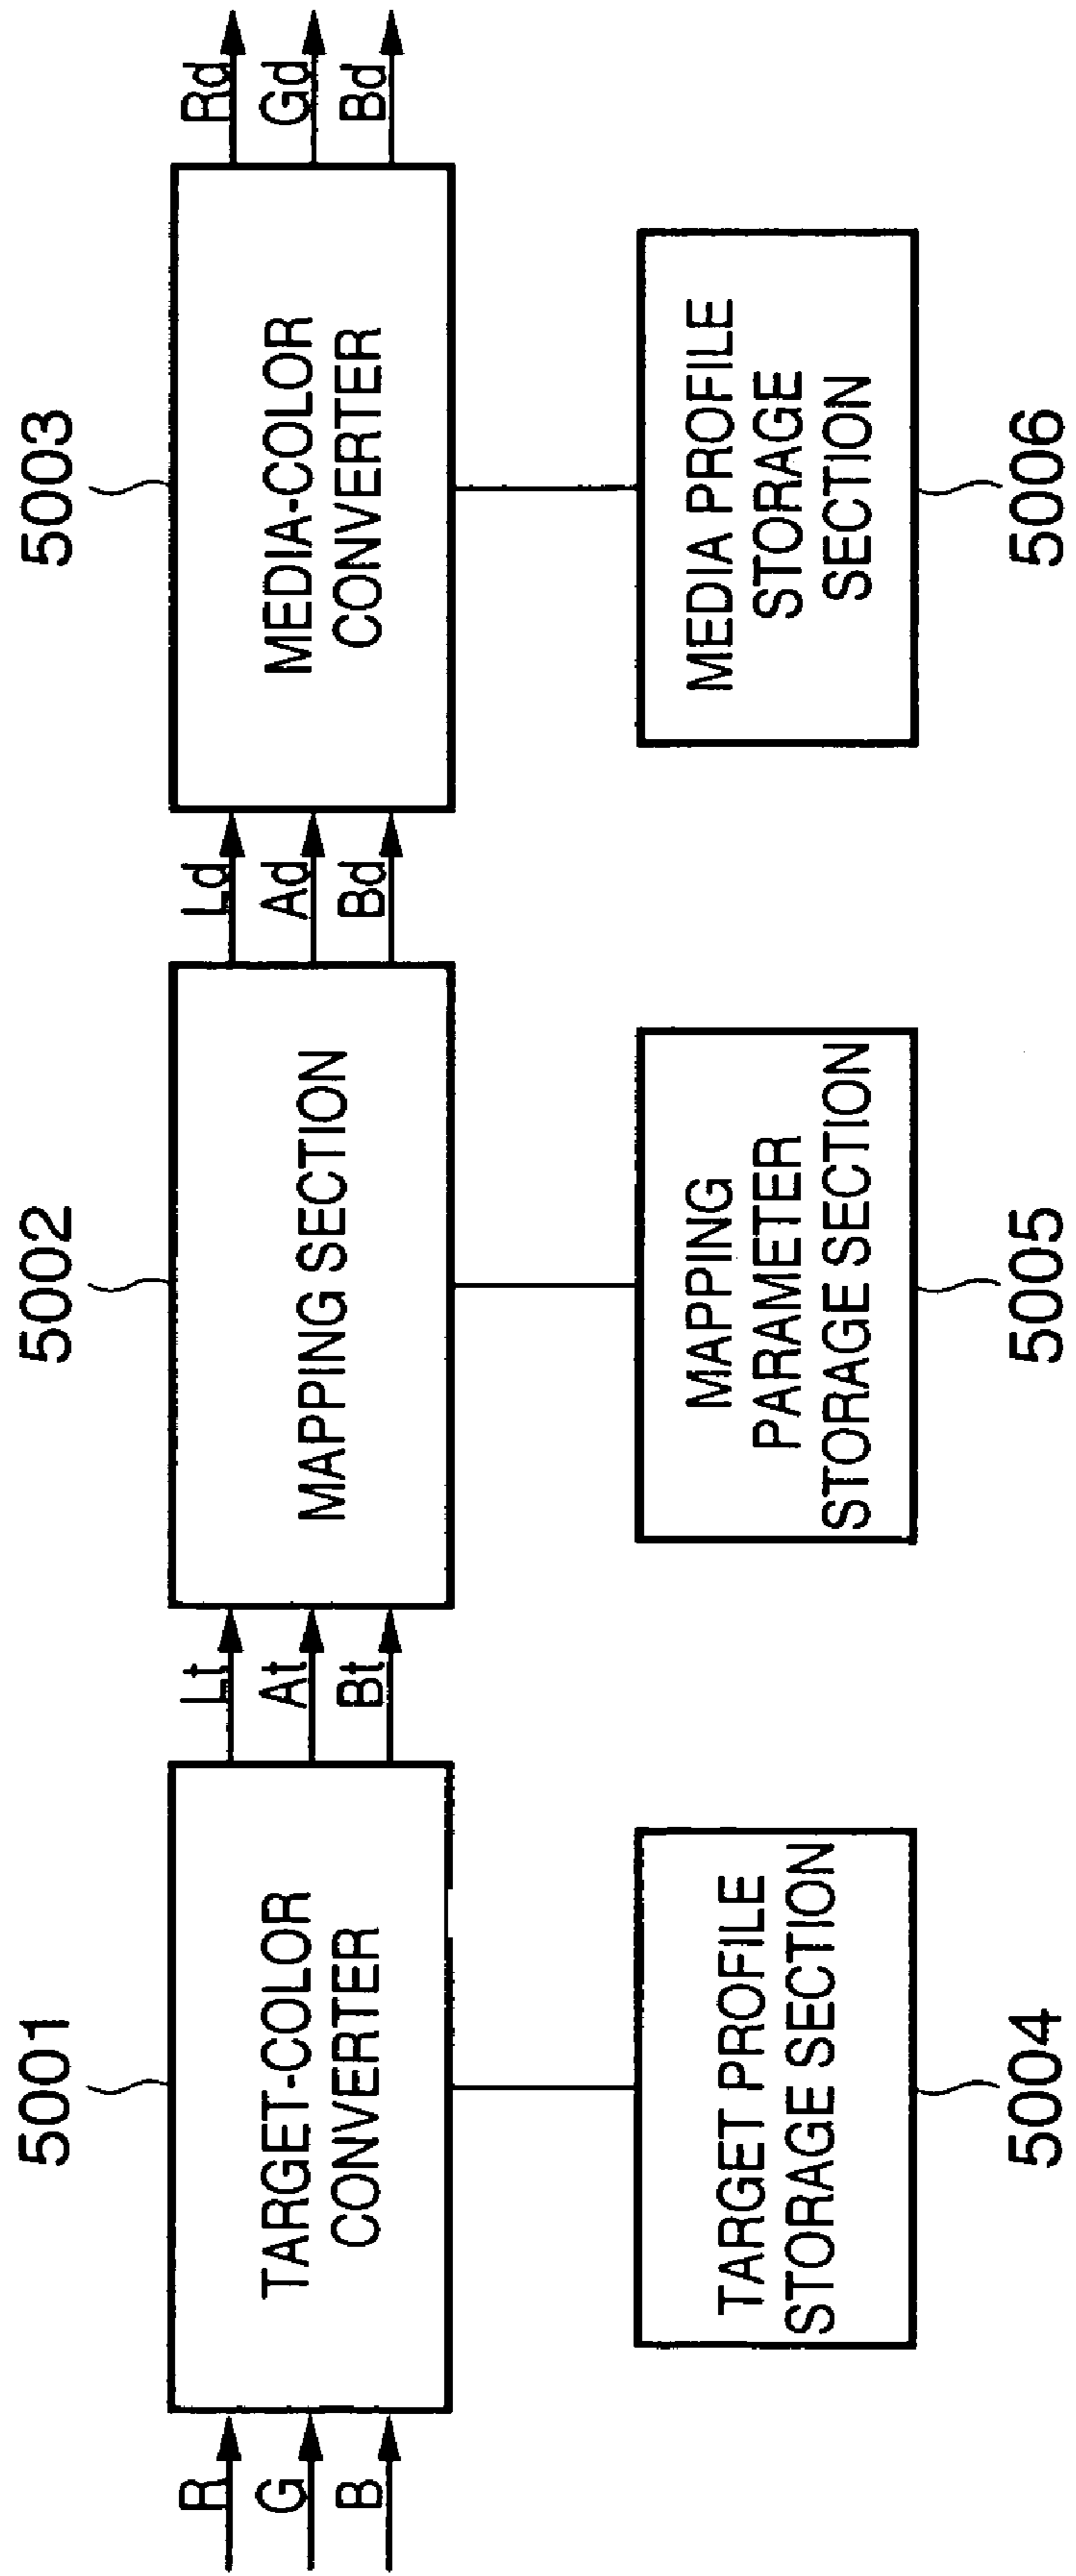 5001
5002
5003
R
G
B
TARGET-COLOR
CONVERTER
Lt
At
Bt
MAPPING SECTION
Ld
Ad
Bd
MEDIA-COLOR
CONVERTER
Rd
Gd
Bd
TARGET PROFILE
STORAGE SECTION
MAPPING
PARAMETER
STORAGE SECTION
MEDIA PROFILE
STORAGE
SECTION
5004
5005
5006